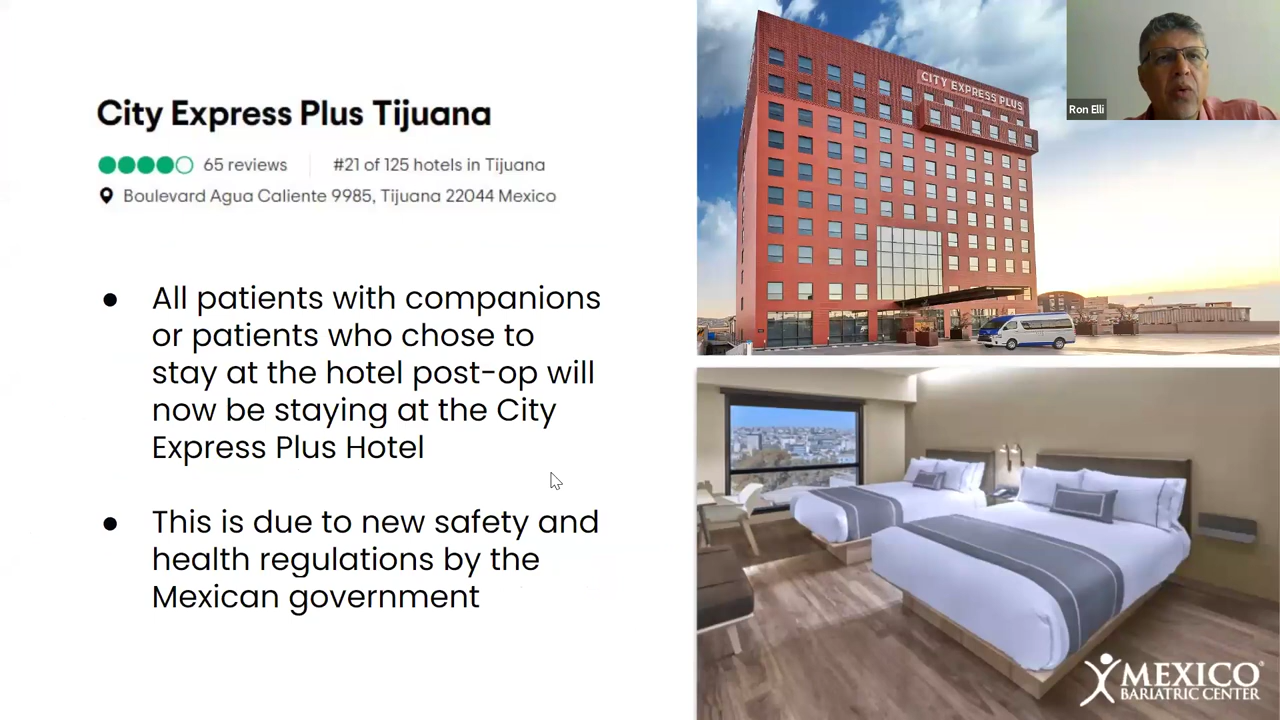 City Express Plus Tijuana
65 reviews
#21 of 125 hotels in Tijuana
Boulevard Agua Caliente 9985, Tijuana 22044 Mexico
● All patients with companions
or patients who chose to
stay at the hotel post-op will
now be staying at the City
Express Plus Hotel
● This is due to new safety and
health regulations by the
Mexican government
CITY EXPRESS PLUS
Ron Elli
MEXICO®
BARIATRIC CENTER